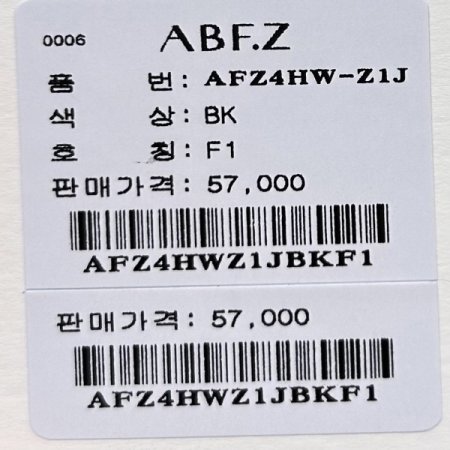 0006 ABF.Z
품 번: AFZ4HW-Z1J
색 상: BK
호 칭: F1
판매가격: 57,000
AFZ4HWZ1JBKF1
판매가격: 57,000
AFZ4HWZ1JBKF1